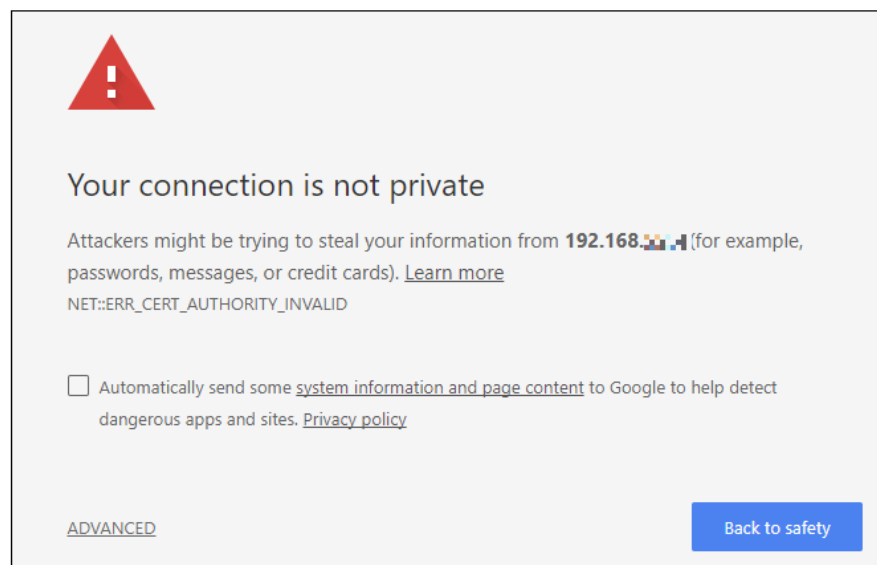 Your connection is not private
Attackers might be trying to steal your information from 192.168. (for example,
passwords, messages, or credit cards). Learn more
NET::ERR_CERT_AUTHORITY_INVALID
Automatically send some system information and page content to Google to help detect
dangerous apps and sites. Privacy policy
ADVANCED
Back to safety